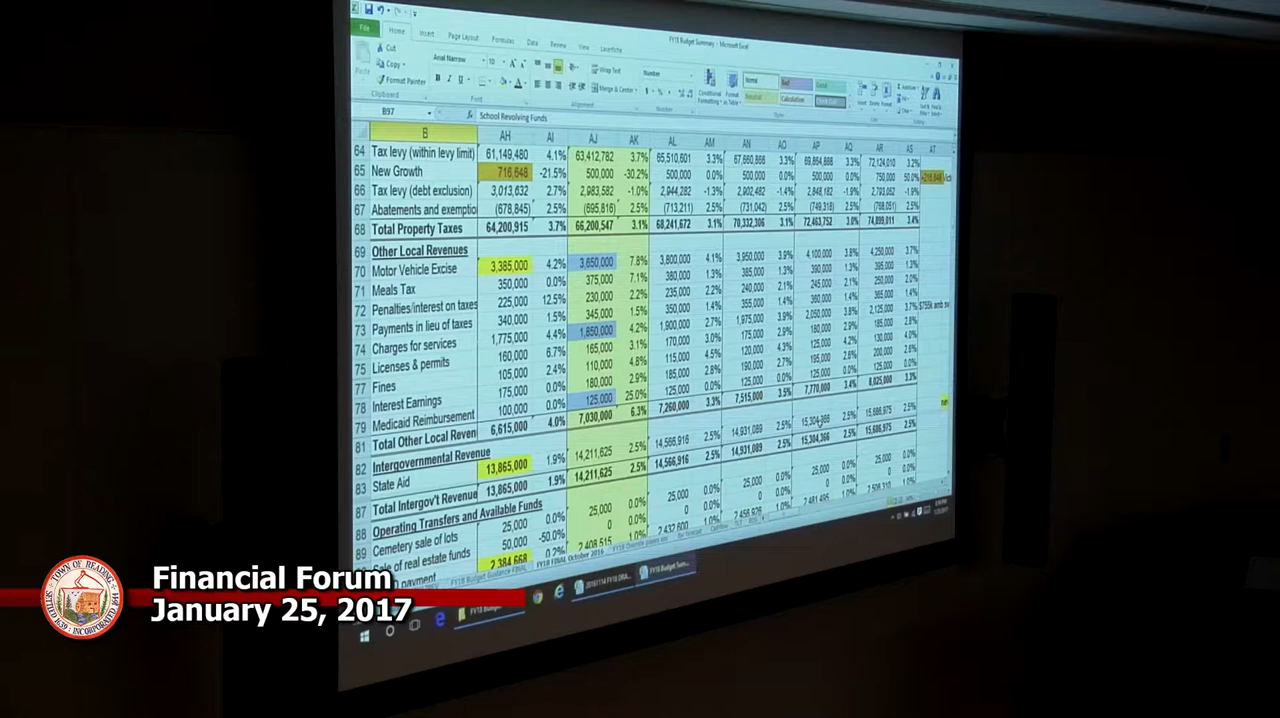 FY18 Budget Summary - Microsoft Excel
File Home Insert Page Layout Formulas Data Review View Laserfiche
Cut
Copy
Format Painter
Clipboard
Arial Narrow 10
Wrap Text
Merge & Center
Number
Conditional Formatting
Calculation
Font Alignment Number
B97 fx School Revolving Funds
B AH AI AJ AK AL AM AN AO AP AQ AR AS AT
64 Tax levy (within levy limit) 61,149,480 4.1% 63,412,782 3.7% 65,510,601 3.3% 67,660,866 3.3% 69,864,888 3.3% 72,124,010 3.2%
65 New Growth 716,648 -21.5% 500,000 -30.2% 500,000 0.0% 500,000 0.0% 500,000 0.0% 750,000 50.0%
66 Tax levy (debt exclusion) 3,013,632 2.7% 2,983,582 -1.0% 2,944,282 -1.3% 2,902,482 -1.4% 2,848,182 -1.9% 2,793,052 -1.9%
67 Abatements and exemptio (678,845) 2.5% (695,816) 2.5% (713,211) 2.5% (731,042) 2.5% (749,318) 2.5% (768,051) 2.5%
68 Total Property Taxes 64,200,915 3.7% 66,200,547 3.1% 68,241,672 3.1% 70,332,306 3.1% 72,463,752 3.0% 74,899,011 3.4%
69 Other Local Revenues
70 Motor Vehicle Excise 3,385,000 4.2% 3,650,000 7.8% 3,800,000 4.1% 3,950,000 3.9% 4,100,000 3.8% 4,250,000 3.7%
71 Meals Tax 350,000 0.0% 375,000 7.1% 380,000 1.3% 385,000 1.3% 390,000 1.3% 395,000 1.3%
72 Penalties/interest on taxes 225,000 12.5% 230,000 2.2% 235,000 2.2% 240,000 2.1% 245,000 2.1% 250,000 2.0%
73 Payments in lieu of taxes 340,000 1.5% 345,000 1.5% 350,000 1.4% 355,000 1.4% 360,000 1.4% 365,000 1.4%
74 Charges for services 1,775,000 4.4% 1,850,000 4.2% 1,900,000 2.7% 1,975,000 3.9% 2,050,000 3.8% 2,125,000 3.7%
75 Licenses & permits 160,000 6.7% 165,000 3.1% 170,000 3.0% 175,000 2.9% 180,000 2.9% 185,000 2.8%
77 Fines 105,000 2.4% 110,000 4.8% 115,000 4.5% 120,000 4.3% 125,000 4.2% 130,000 4.0%
78 Interest Earnings 175,000 0.0% 180,000 2.9% 185,000 2.8% 190,000 2.7% 195,000 2.6% 200,000 2.6%
79 Medicaid Reimbursement 100,000 0.0% 125,000 25.0% 125,000 0.0% 125,000 0.0% 125,000 0.0% 125,000 0.0%
81 Total Other Local Reven 6,615,000 4.0% 7,030,000 6.3% 7,260,000 3.3% 7,515,000 3.5% 7,770,000 3.4% 8,025,000 3.3%
82 Intergovernmental Revenue
83 State Aid 13,865,000 1.9% 14,211,625 2.5% 14,566,916 2.5% 14,931,089 2.5% 15,304,366 2.5% 15,686,975 2.5%
87 Total Intergov't Revenue 13,865,000 1.9% 14,211,625 2.5% 14,566,916 2.5% 14,931,089 2.5% 15,304,366 2.5% 15,686,975 2.5%
88 Operating Transfers and Available Funds
89 Cemetery sale of lots 25,000 0.0% 25,000 0.0% 25,000 0.0% 25,000 0.0% 25,000 0.0% 25,000 0.0%
Sale of real estate funds 50,000 -50.0% 0 0.0% 0 0.0% 0 0.0% 0 0.0% 0 0.0%
payment 2,384,668 0.2% 2,408,515 1.0% 2,432,600 1.0%
FY18 Budget Guidance FINAL FY18 FINAL October 2016
FY18 Budget Sum...
TOWN OF READING
SETTLED 1639 INCORPORATED 1644
Financial Forum
January 25, 2017